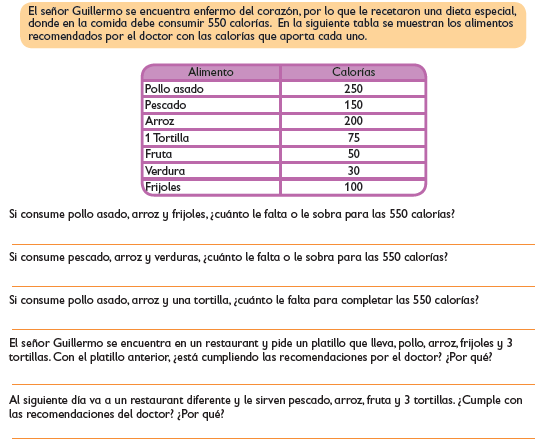 El señor Guillermo se encuentra enfermo del corazón, por lo que le recetaron una dieta especial,
donde en la comida debe consumir 550 calorías. En la siguiente tabla se muestran los alimentos
recomendados por el doctor con las calorías que aporta cada uno.
Alimento Calorías
Pollo asado 250
Pescado 150
Arroz 200
1 Tortilla 75
Fruta 50
Verdura 30
Frijoles 100
Si consume pollo asado, arroz y frijoles, ¿cuánto le falta o le sobra para las 550 calorías?
Si consume pescado, arroz y verduras, ¿cuánto le falta o le sobra para las 550 calorías?
Si consume pollo asado, arroz y una tortilla, ¿cuánto le falta para completar las 550 calorías?
El señor Guillermo se encuentra en un restaurant y pide un platillo que lleva, pollo, arroz, frijoles y 3
tortillas. Con el platillo anterior, ¿está cumpliendo las recomendaciones por el doctor? ¿Por qué?
Al siguiente día va a un restaurant diferente y le sirven pescado, arroz, fruta y 3 tortillas. ¿Cumple con
las recomendaciones del doctor? ¿Por qué?